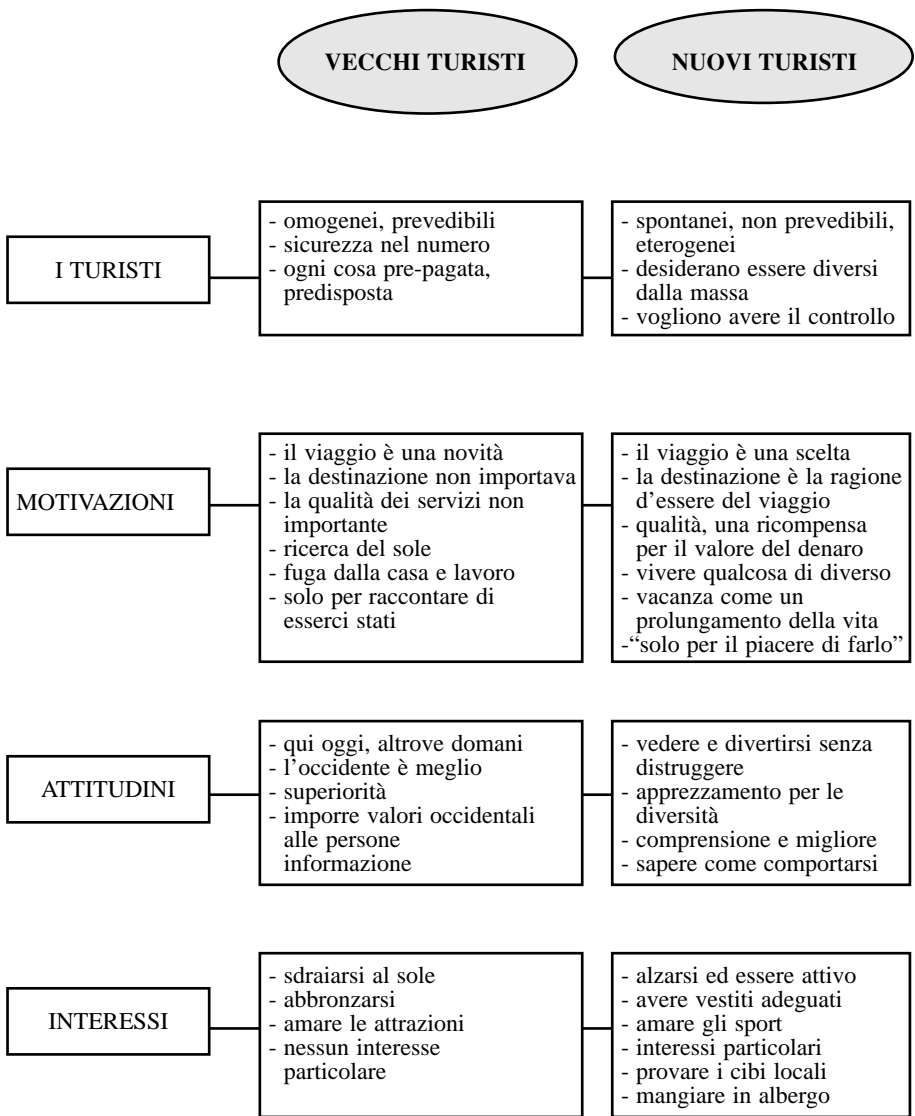 VECCHI TURISTI
NUOVI TURISTI
I TURISTI
- omogenei, prevedibili
- sicurezza nel numero
- ogni cosa pre-pagata,
predisposta
- spontanei, non prevedibili,
eterogenei
- desiderano essere diversi
dalla massa
- vogliono avere il controllo
MOTIVAZIONI
- il viaggio è una novità
- la destinazione non importava
- la qualità dei servizi non
importante
- ricerca del sole
- fuga dalla casa e lavoro
- solo per raccontare di
esserci stati
- il viaggio è una scelta
- la destinazione è la ragione
d'essere del viaggio
- qualità, una ricompensa
per il valore del denaro
- vivere qualcosa di diverso
- vacanza come un
prolungamento della vita
-“solo per il piacere di farlo”
ATTITUDINI
- qui oggi, altrove domani
- l'occidente è meglio
- superiorità
- imporre valori occidentali
alle persone
informazione
- vedere e divertirsi senza
distruggere
- apprezzamento per le
diversità
- comprensione e migliore
- sapere come comportarsi
INTERESSI
- sdraiarsi al sole
- abbronzarsi
- amare le attrazioni
- nessun interesse
particolare
- alzarsi ed essere attivo
- avere vestiti adeguati
- amare gli sport
- interessi particolari
- provare i cibi locali
- mangiare in albergo